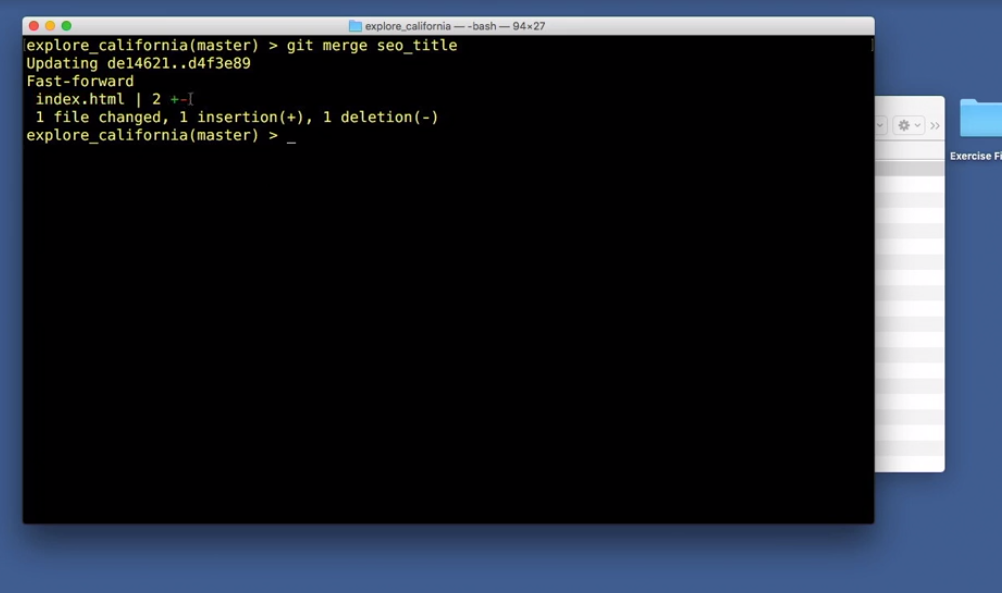 explore_california — -bash — 94×27
explore_california(master) > git merge seo_title
Updating de14621..d4f3e89
Fast-forward
 index.html | 2 +-
 1 file changed, 1 insertion(+), 1 deletion(-)
explore_california(master) > _
Exercise Fi